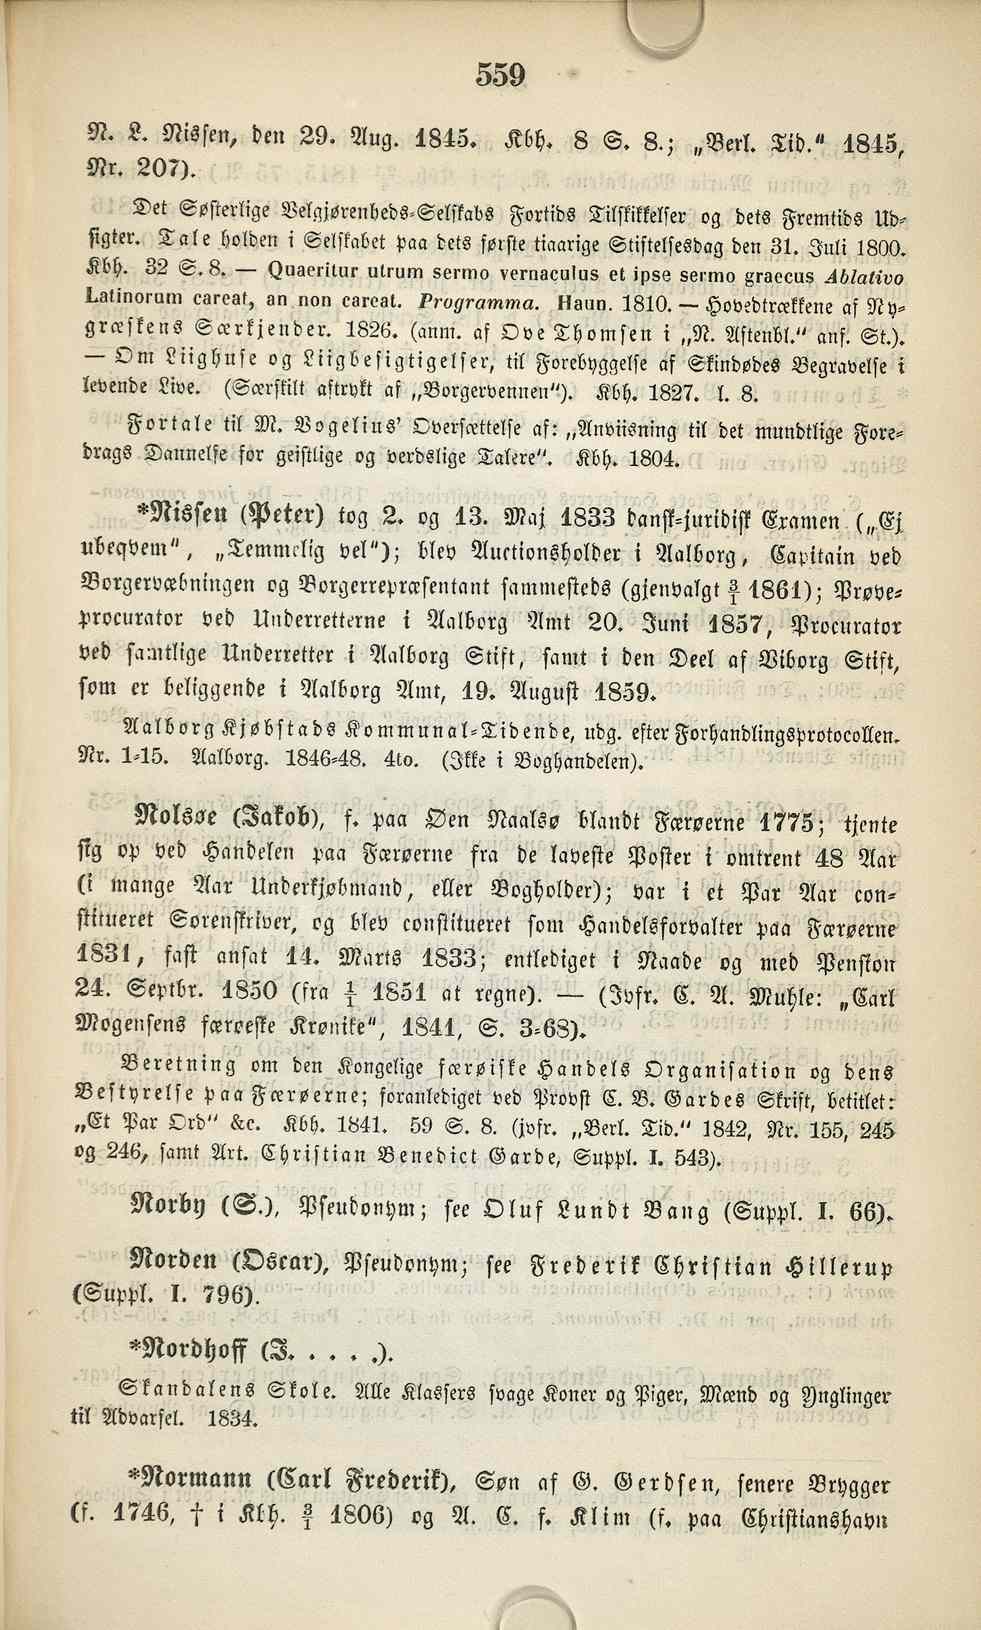 559
N. L. Nissen, den 29. Aug. 1845. Kbh. 8 S. 8.; „Berl. Tid." 1845,
Nr. 207).
Det Søsterlige Velgjørenheds-Selskabs Fortids Tilskikkelser og dets Fremtids Ud-
sigter. Tale holden i Selskabet paa dets første tiaarige Stiftelsesdag den 31. Juli 1800.
Kbh. 32 S. 8. — Quaeritur utrum sermo vernaculus et ipse sermo graecus Ablativo
Latinorum careat, an non careat. Programma. Haun. 1810. — Hovedtrækkene af Ny-
græskens Særkjender. 1826. (anm. af Ove Thomsen i „N. Aftenbl." anf. St.).
— Om Liighuse og Liigbesigtigelser, til Forebyggelse af Skindødes Begravelse i
levende Live. (Særskilt aftrykt af „Borgervennen"). Kbh. 1827. l. 8.
Fortale til M. Vogelius' Oversættelse af: „Anviisning til det mundtlige Fore-
drags Dannelse for geistlige og verdslige Talere". Kbh. 1804.
*Nissen (Peter) tog 2. og 13. Maj 1833 dansk-juridisk Examen („Ej
ubeqvem", „Temmelig vel"); blev Auctionsholder i Aalborg, Capitain ved
Borgervæbningen og Borgerrepræsentant sammesteds (gjenvalgt 3/1 1861); Prøve-
procurator ved Underretterne i Aalborg Amt 20. Juni 1857, Procurator
ved samtlige Underretter i Aalborg Stift, samt i den Deel af Viborg Stift,
som er beliggende i Aalborg Amt, 19. August 1859.
Aalborg Kjøbstads Kommunal-Tidende, udg. efter Forhandlingsprotocollen.
Nr. 1-15. Aalborg. 1846-48. 4to. (Ikke i Boghandelen).
Nolsøe (Jakob), f. paa Øen Naalsø blandt Færøerne 1775; tjente
sig op ved Handelen paa Færøerne fra de laveste Poster i omtrent 48 Aar
(i mange Aar Underkjøbmand, eller Bogholder); var i et Par Aar con-
stitueret Sorenskriver, og blev constitueret som Handelsforvalter paa Færøerne
1831, fast ansat 14. Marts 1833; entlediget i Naade og med Pension
24. Septbr. 1850 (fra 1/1 1851 at regne). — (Jvfr. C. A. Muhle: „Carl
Mogensens færøeske Krønike", 1841, S. 3-68).
Beretning om den Kongelige færøiske Handels Organisation og dens
Bestyrelse paa Færøerne; foranlediget ved Provst C. B. Gardes Skrift, betitlet:
„Et Par Ord" &c. Kbh. 1841. 59 S. 8. (jvfr. „Berl. Tid." 1842, Nr. 155, 245
og 246, samt Art. Christian Benedict Garde, Suppl. I. 543).
Norby (S.), Pseudonym; see Oluf Lundt Bang (Suppl. I. 66).
Norden (Oscar), Pseudonym; see Frederik Christian Hillerup
(Suppl. I. 796).
*Nordhoff (J. . . . .).
Skandalens Skole. Alle Klassers svage Koner og Piger, Mænd og Ynglinger
til Advarsel. 1834.
*Normann (Carl Frederik), Søn af G. Gerdsen, senere Brygger
(f. 1746, † i Kbh. 3/1 1806) og A. C. f. Klim (f. paa Christianshavn